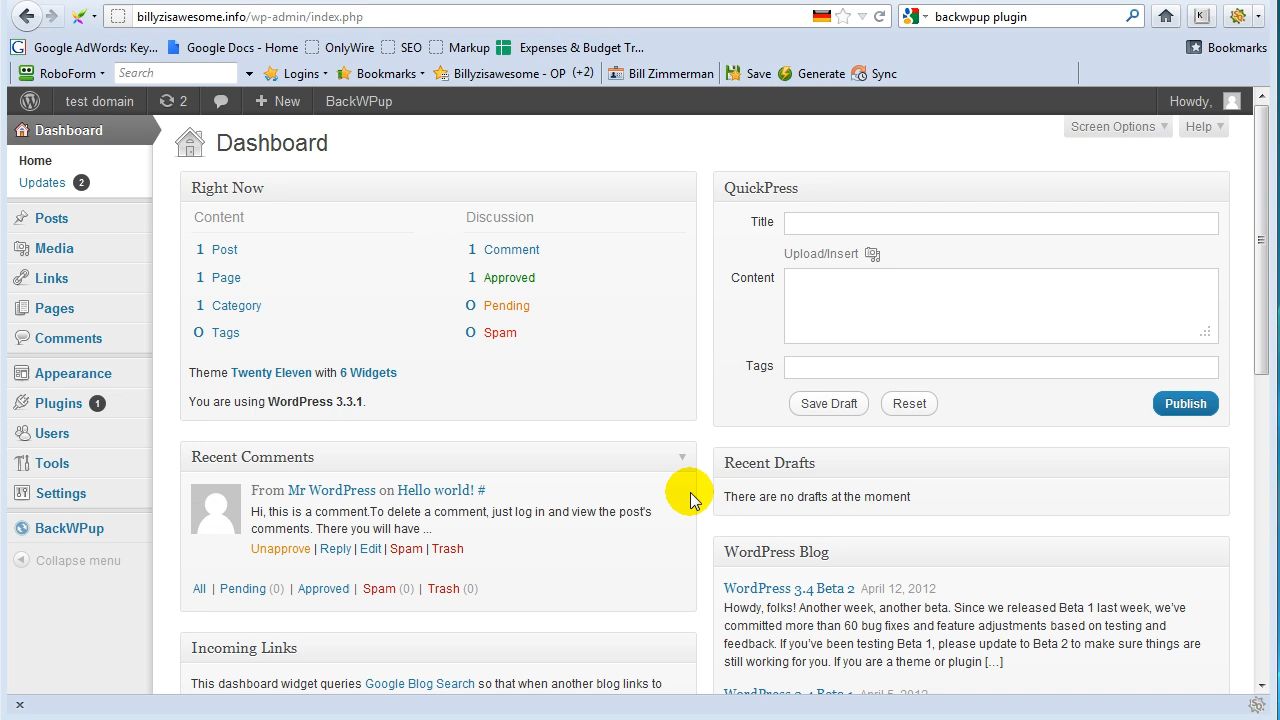 billyzisawesome.info/wp-admin/index.php
backwpup plugin
Google AdWords: Key...
Google Docs - Home
OnlyWire
SEO
Markup
Expenses & Budget Tr...
Bookmarks
RoboForm
Search
Logins
Bookmarks
Billyzisawesome - OP (+2)
Bill Zimmerman
Save
Generate
Sync
test domain
2
New
BackWPup
Howdy,
Dashboard
Home
Updates 2
Posts
Media
Links
Pages
Comments
Appearance
Plugins 1
Users
Tools
Settings
BackWPup
Collapse menu
Dashboard
Screen Options
Help
Right Now
Content
Discussion
1 Post
1 Comment
1 Page
1 Approved
1 Category
0 Pending
0 Tags
0 Spam
Theme Twenty Eleven with 6 Widgets
You are using WordPress 3.3.1.
Recent Comments
From Mr WordPress on Hello world! #
Hi, this is a comment.To delete a comment, just log in and view the post's
comments. There you will have ...
Unapprove | Reply | Edit | Spam | Trash
All | Pending (0) | Approved | Spam (0) | Trash (0)
Incoming Links
This dashboard widget queries Google Blog Search so that when another blog links to
QuickPress
Title
Upload/Insert
Content
Tags
Save Draft
Reset
Publish
Recent Drafts
There are no drafts at the moment
WordPress Blog
WordPress 3.4 Beta 2 April 12, 2012
Howdy, folks! Another week, another beta. Since we released Beta 1 last week, we've
committed more than 60 bug fixes and feature adjustments based on testing and
feedback. If you've been testing Beta 1, please update to Beta 2 to make sure things are
still working for you. If you are a theme or plugin […]
WordPress 3.4 Beta 1 April 5, 2012